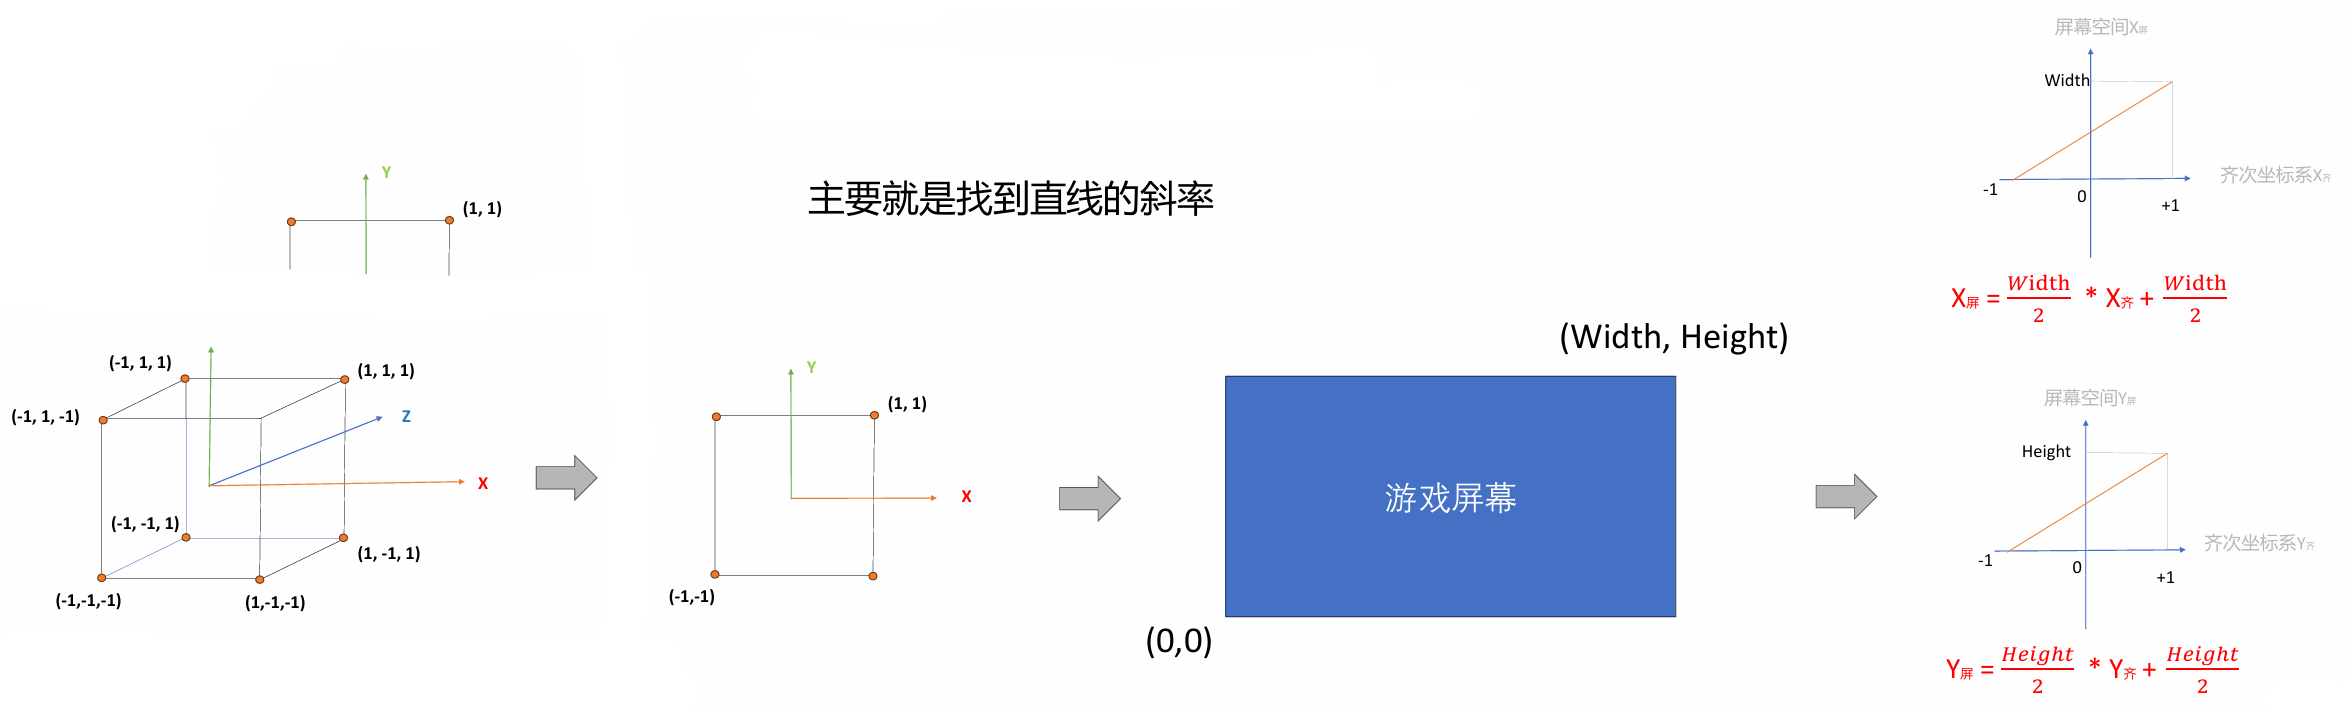 Y
(1, 1)
主要就是找到直线的斜率
(-1, 1, 1)
(1, 1, 1)
(-1, 1, -1)
Z
X
(-1, -1, 1)
(1, -1, 1)
(-1,-1,-1)
(1,-1,-1)
Y
(1, 1)
X
(-1,-1)
(Width, Height)
游戏屏幕
(0,0)
屏幕空间X屏
Width
齐次坐标系X齐
-1
0
+1
X屏 = Width/2 * X齐 + Width/2
屏幕空间Y屏
Height
齐次坐标系Y齐
-1
0
+1
Y屏 = Height/2 * Y齐 + Height/2